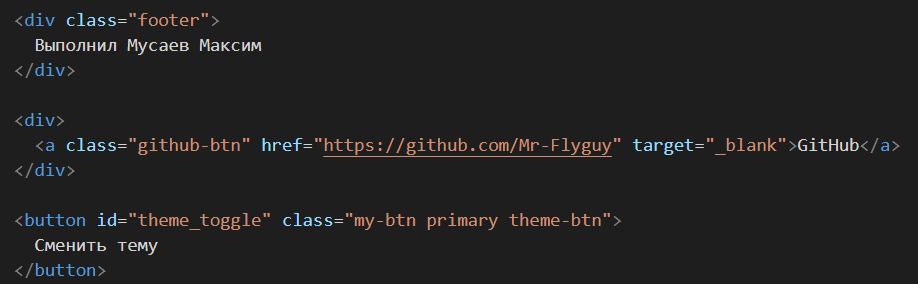 <div class="footer">
Выполнил Мусаев Максим
</div>
<div>
<a class="github-btn" href="https://github.com/Mr-Flyguy" target="_blank">GitHub</a>
</div>
<button id="theme_toggle" class="my-btn primary theme-btn">
Сменить тему
</button>